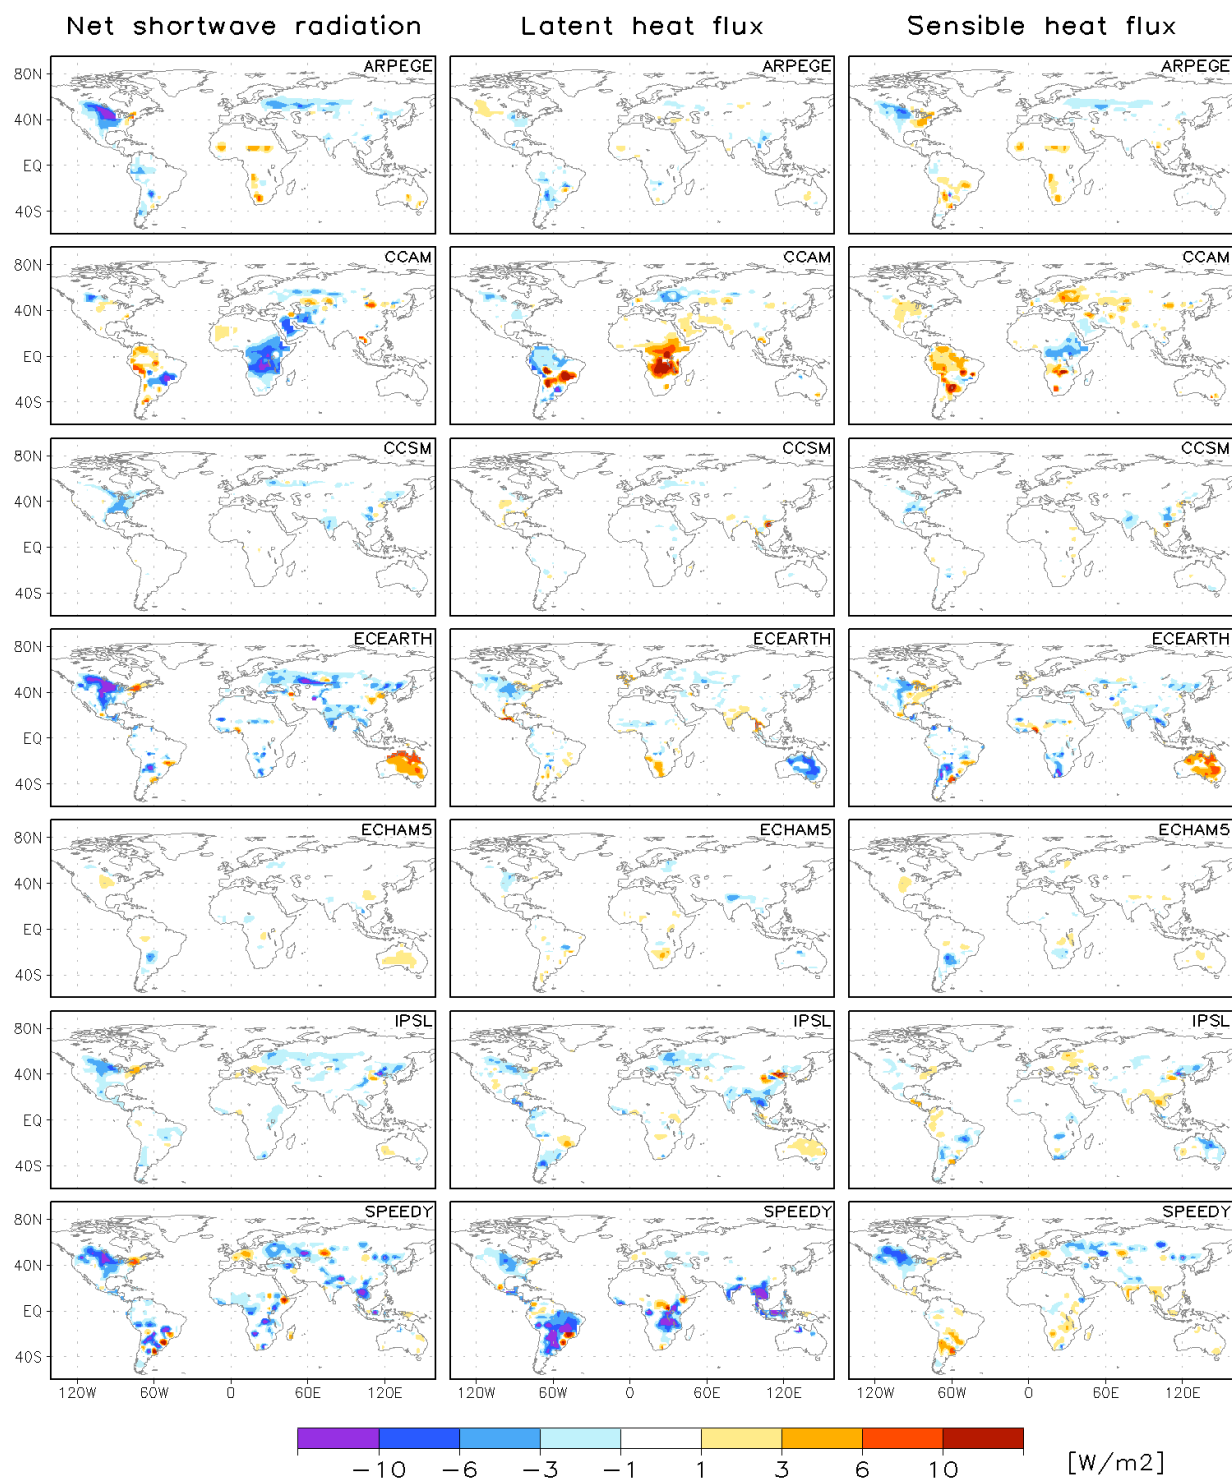 Net shortwave radiation Latent heat flux Sensible heat flux
ARPEGE ARPEGE ARPEGE
80N
40N
EQ
40S
CCAM CCAM CCAM
80N
40N
EQ
40S
CCSM CCSM CCSM
80N
40N
EQ
40S
ECEARTH ECEARTH ECEARTH
80N
40N
EQ
40S
ECHAM5 ECHAM5 ECHAM5
80N
40N
EQ
40S
IPSL IPSL IPSL
80N
40N
EQ
40S
SPEEDY SPEEDY SPEEDY
80N
40N
EQ
40S
120W 60W 0 60E 120E 120W 60W 0 60E 120E 120W 60W 0 60E 120E
−10 −6 −3 −1 1 3 6 10 [W/m2]